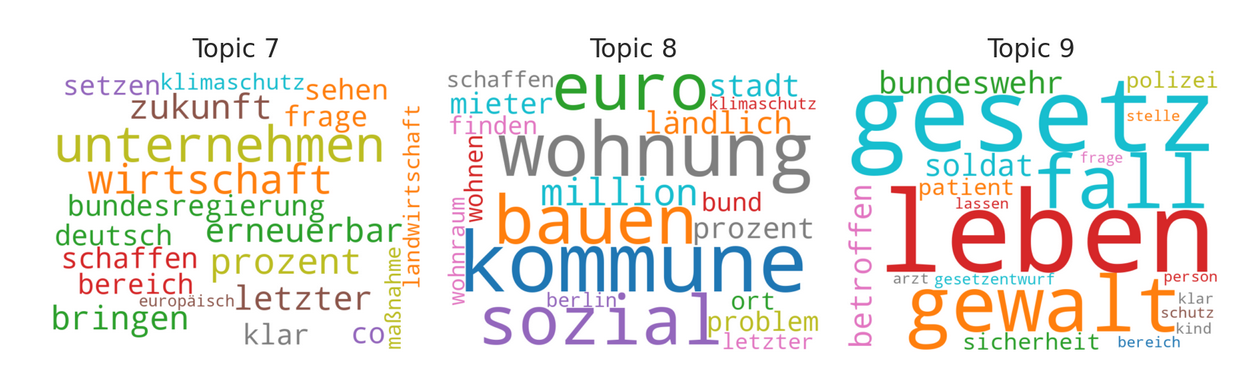 Topic 7
setzen klimaschutz sehen
zukunft frage
unternehmen
wirtschaft
landwirtschaft
bundesregierung
deutsch erneuerbar
schaffen prozent
bereich
europäisch letzter
maßnahme
bringen
klar co
Topic 8
schaffen euro stadt
mieter klimaschutz
finden ländlich
wohnung
wohnen
million bund
bauen prozent
wohnraum
kommune
berlin ort
sozial problem
letzter
Topic 9
bundeswehr polizei
gesetz stelle
soldat fall frage
patient
lassen
leben
betroffen
arzt gesetzentwurf person
gewalt klar
schutz
kind
sicherheit bereich